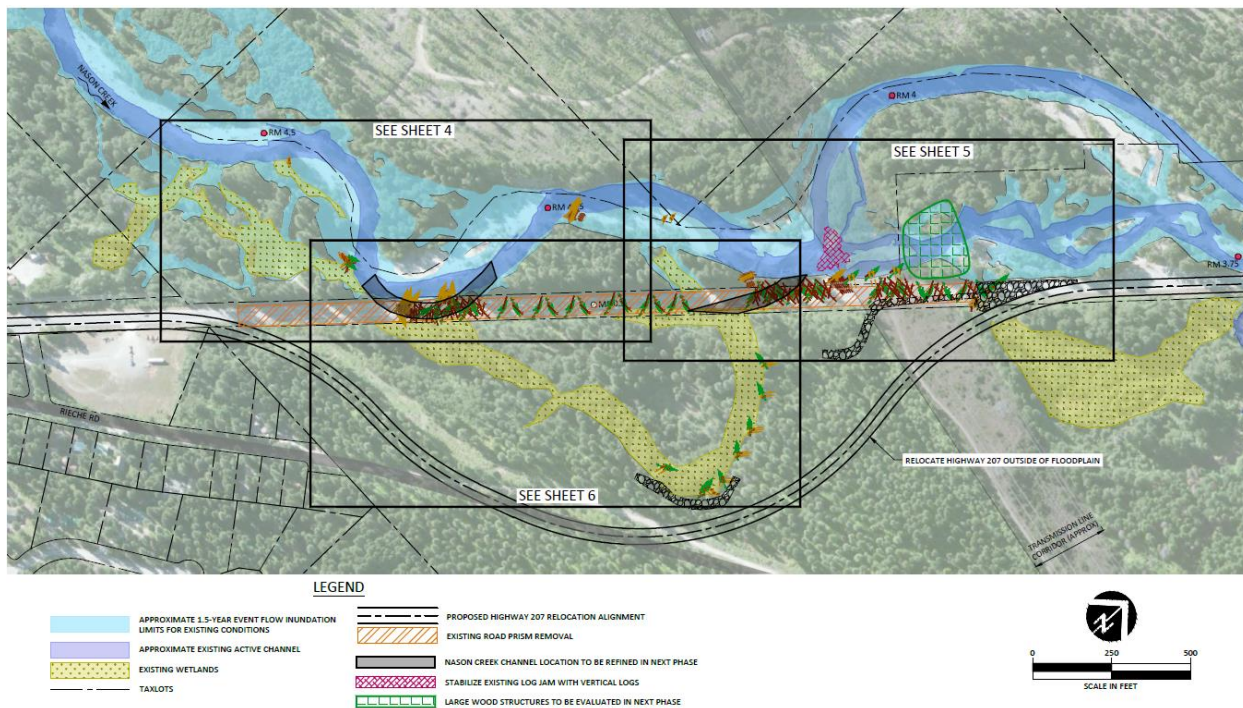 NASON CREEK
RM 4.5
SEE SHEET 4
RM 4
SEE SHEET 5
RM 3.75
RIECHE RD
SEE SHEET 6
RELOCATE HIGHWAY 207 OUTSIDE OF FLOODPLAIN
TRANSMISSION LINE
CORRIDOR (APPROX)
LEGEND
APPROXIMATE 1.5-YEAR EVENT FLOW INUNDATION
LIMITS FOR EXISTING CONDITIONS
APPROXIMATE EXISTING ACTIVE CHANNEL
EXISTING WETLANDS
TAXLOTS
PROPOSED HIGHWAY 207 RELOCATION ALIGNMENT
EXISTING ROAD PRISM REMOVAL
NASON CREEK CHANNEL LOCATION TO BE REFINED IN NEXT PHASE
STABILIZE EXISTING LOG JAM WITH VERTICAL LOGS
LARGE WOOD STRUCTURES TO BE EVALUATED IN NEXT PHASE
0 250 500
SCALE IN FEET